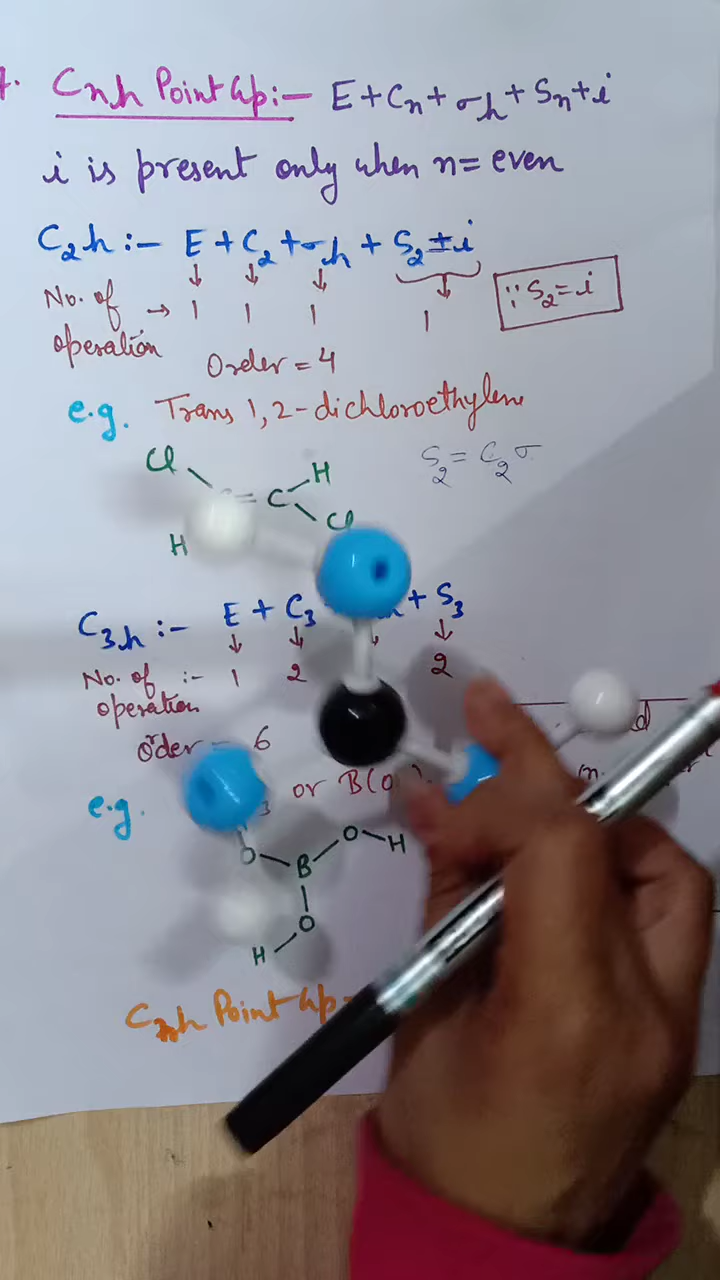 Cnh Point Gp:— E + Cn + σh + Sn + i
i is present only when n = even
C2h :— E + C2 + σh + S2 ± i
No. of operation → 1 1 1 1
∵ S2 = i
Order = 4
e.g. Trans 1,2-dichloroethylene
S2 = C2 σ
Cl H
= C
H Cl
C3h :— E + C3 + S3
No. of operation :— 1 2 2
Order = 6
e.g. or B(O
O B O H
H O
Point Gp